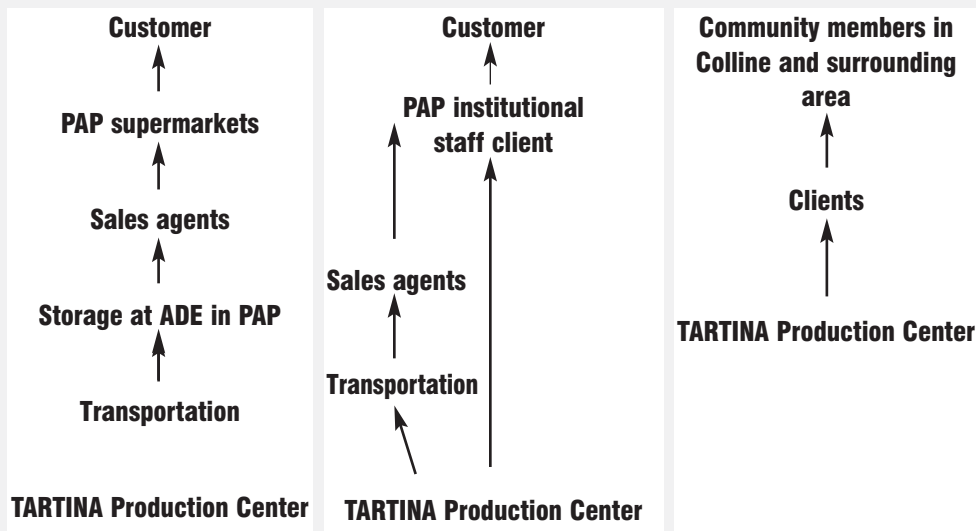 Customer
PAP supermarkets
Sales agents
Storage at ADE in PAP
Transportation
TARTINA Production Center
Customer
PAP institutional
staff client
Sales agents
Transportation
TARTINA Production Center
Community members in
Colline and surrounding
area
Clients
TARTINA Production Center